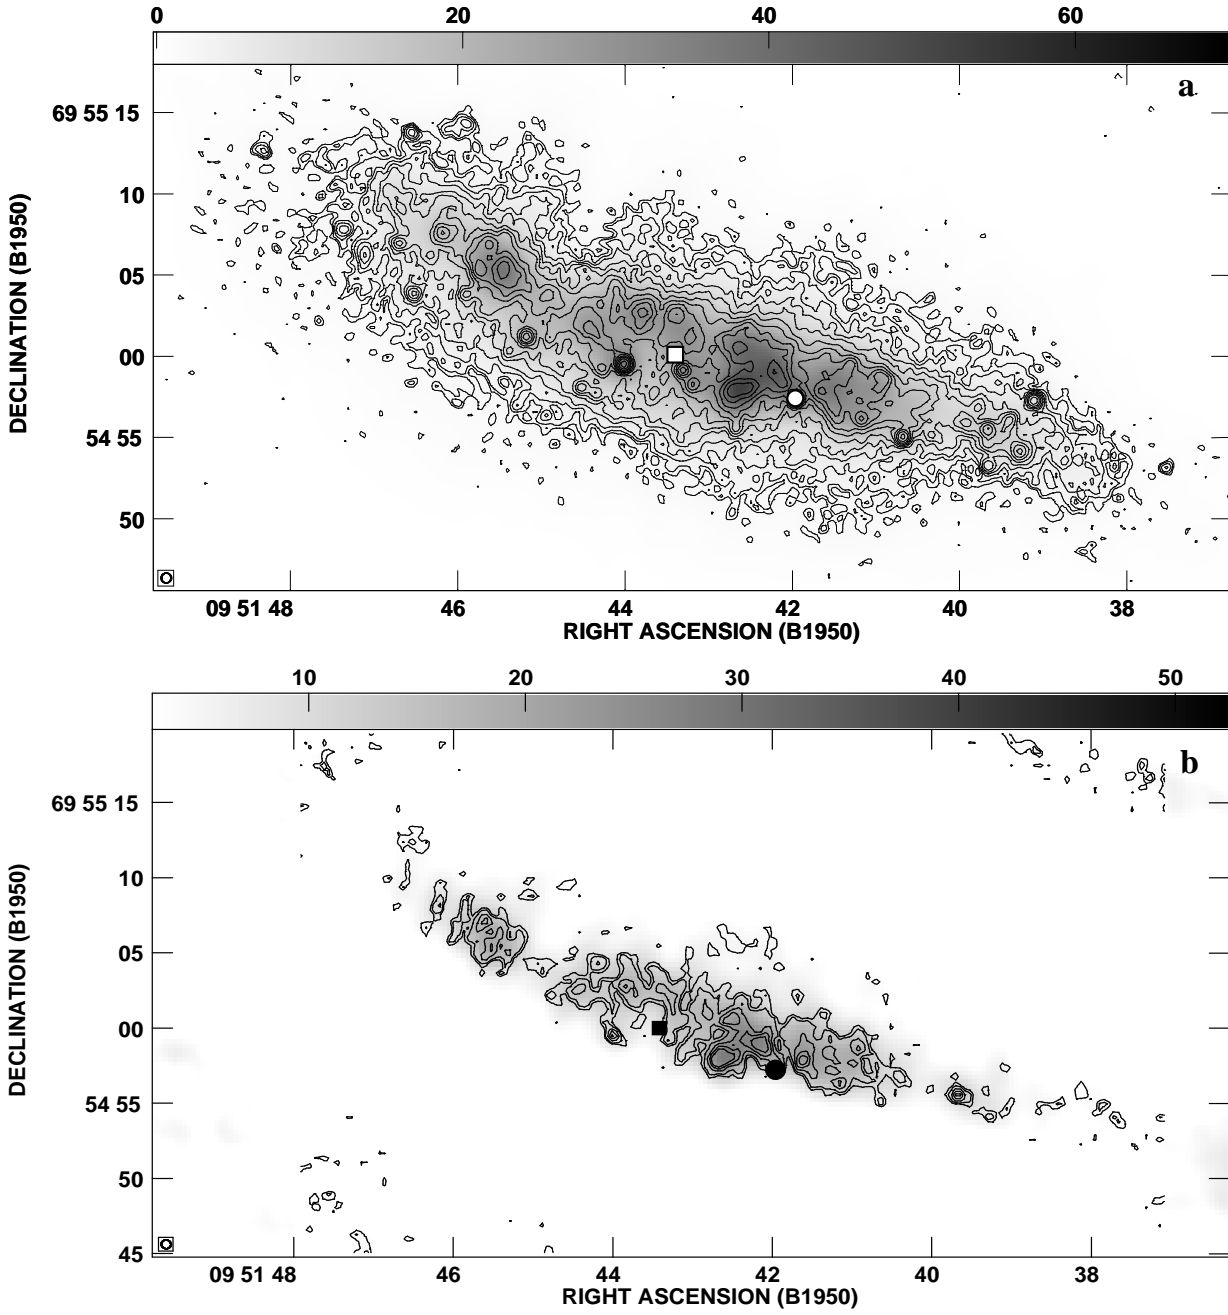 0 20 40 60
a
69 55 15
10
05
00
54 55
50
DECLINATION (B1950)
09 51 48 46 44 42 40 38
RIGHT ASCENSION (B1950)
10 20 30 40 50
b
69 55 15
10
05
00
54 55
50
45
DECLINATION (B1950)
09 51 48 46 44 42 40 38
RIGHT ASCENSION (B1950)